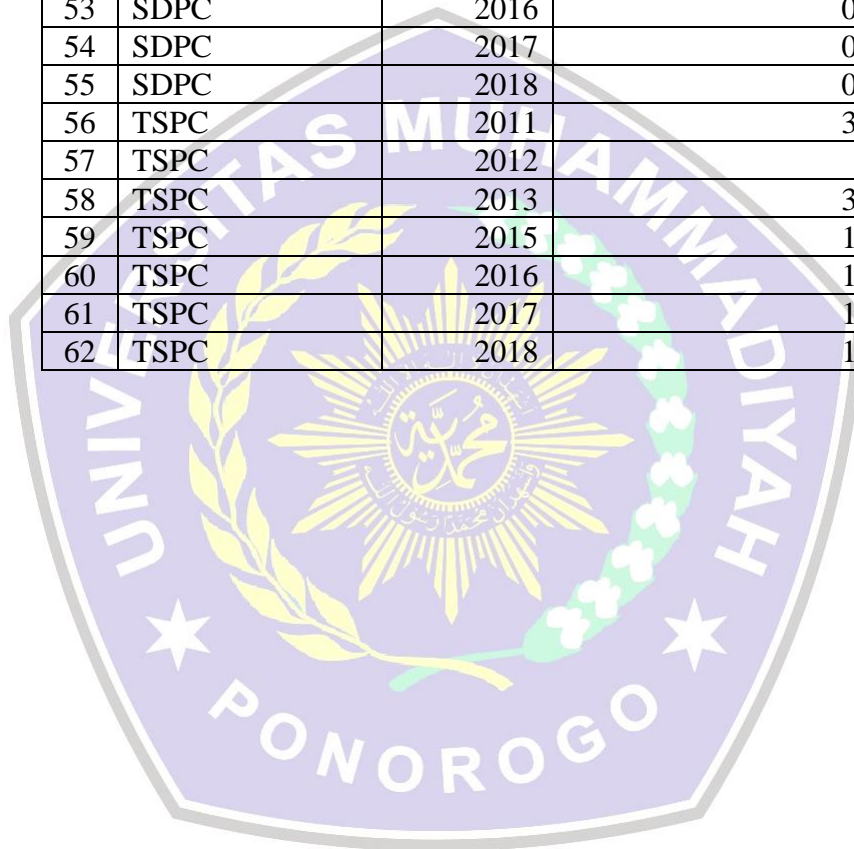 53 SDPC 2016 0
54 SDPC 2017 0
55 SDPC 2018 0
56 TSPC 2011 3
57 TSPC 2012
58 TSPC 2013 3
59 TSPC 2015 1
60 TSPC 2016 1
61 TSPC 2017 1
62 TSPC 2018 1
UNIVERSITAS MUHAMMADIYAH
PONOROGO